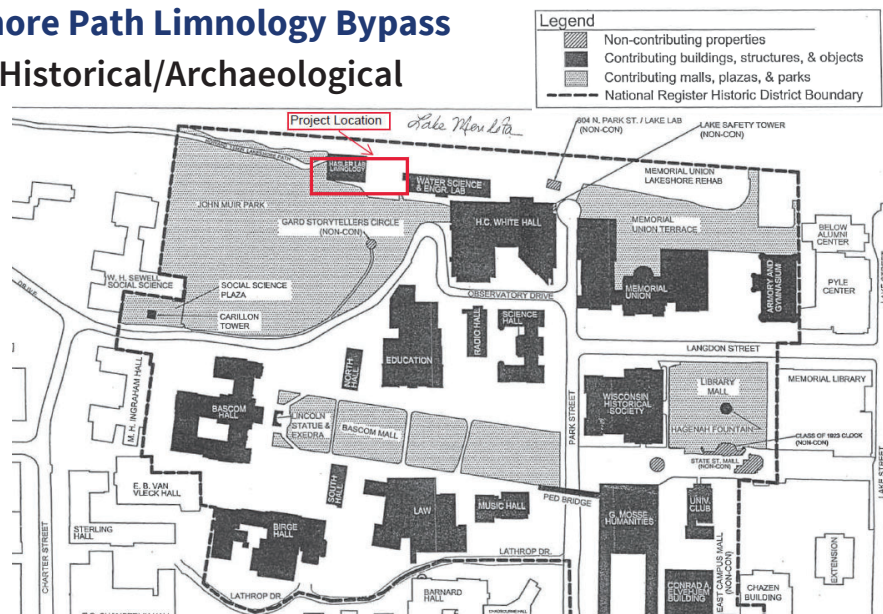 hore Path Limnology Bypass
Historical/Archaeological
Legend
Non-contributing properties
Contributing buildings, structures, & objects
Contributing malls, plazas, & parks
National Register Historic District Boundary
Project Location
Lake Mendota
804 N. PARK ST. / LAKE LAB
(NON-CON)
LAKE SAFETY TOWER
(NON-CON)
HASLER LAB
LIMNOLOGY
WATER SCIENCE
& ENGR. LAB
MEMORIAL UNION
LAKESHORE REHAB
JOHN MUIR PARK
GARD STORYTELLERS CIRCLE
(NON-CON)
H.C. WHITE HALL
MEMORIAL
UNION TERRACE
BELOW
ALUMNI
CENTER
W. H. SEWELL
SOCIAL SCIENCE
SOCIAL SCIENCE
PLAZA
CARILLON
TOWER
OBSERVATORY DRIVE
MEMORIAL
UNION
ARMORY AND
GYMNASIUM
PYLE
CENTER
LAKE STREET
RADIO HALL
SCIENCE
HALL
EDUCATION
NORTH
HALL
LANGDON STREET
M. H. INGRAHAM HALL
BASCOM
HALL
LINCOLN
STATUE &
EXEDRA
BASCOM MALL
PARK STREET
WISCONSIN
HISTORICAL
SOCIETY
LIBRARY
MALL
MEMORIAL LIBRARY
HAGENAH FOUNTAIN
CLASS OF 1923 CLOCK
(NON-CON)
STATE ST. MALL
(NON-CON)
LAKE STREET
E. B. VAN
VLECK HALL
SOUTH
HALL
PED BRIDGE
CHARTER STREET
STERLING
HALL
BIRGE
HALL
LAW
MUSIC HALL
G. MOSSE
HUMANITIES
UNIV.
CLUB
EAST CAMPUS MALL
(NON-CON)
EXTENSION
LATHROP DR.
LATHROP DR.
BARNARD
HALL
CONRAD A.
ELVEHJEM
BUILDING
CHAZEN
BUILDING